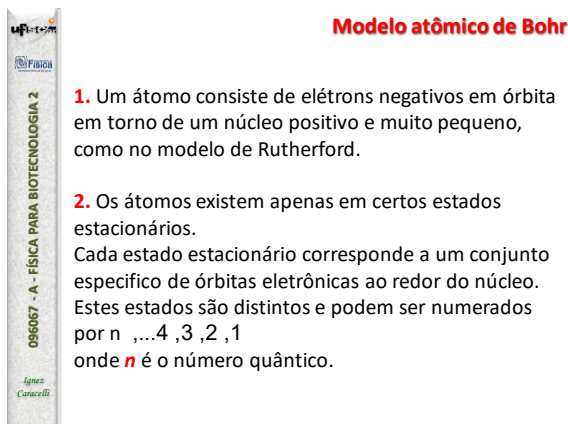 ufscar
Física
096067 - A - FÍSICA PARA BIOTECNOLOGIA 2
Ignez
Caracelli
Modelo atômico de Bohr
1. Um átomo consiste de elétrons negativos em órbita
em torno de um núcleo positivo e muito pequeno,
como no modelo de Rutherford.
2. Os átomos existem apenas em certos estados
estacionários.
Cada estado estacionário corresponde a um conjunto
especifico de órbitas eletrônicas ao redor do núcleo.
Estes estados são distintos e podem ser numerados
por n ,...4 ,3 ,2 ,1
onde n é o número quântico.